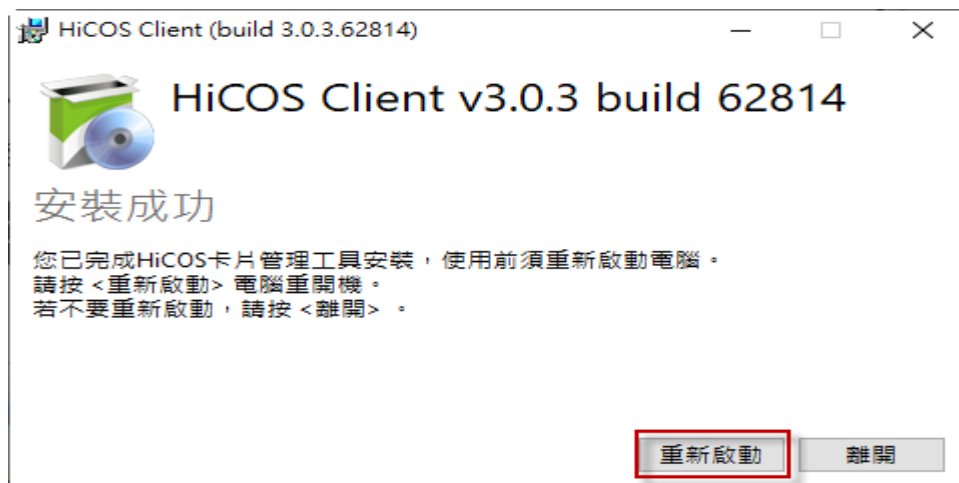 HiCOS Client (build 3.0.3.62814)
HiCOS Client v3.0.3 build 62814
安裝成功
您已完成HiCOS卡片管理工具安裝，使用前須重新啟動電腦。
請按 <重新啟動> 電腦重開機。
若不要重新啟動，請按 <離開> 。
重新啟動
離開